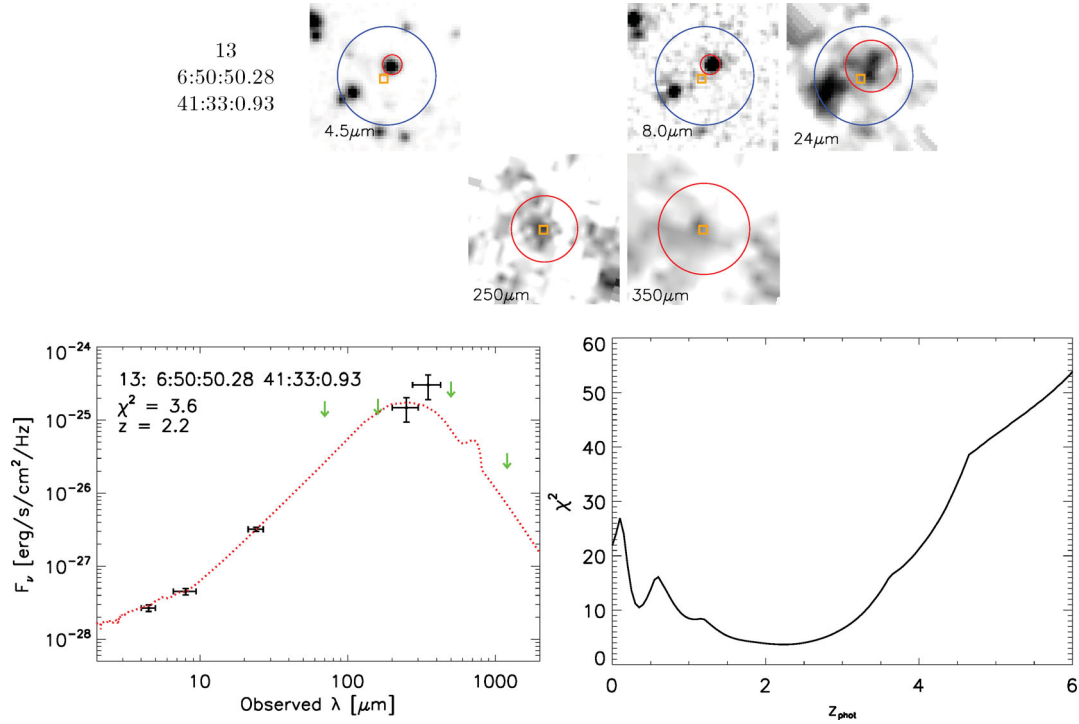 13
6:50:50.28
41:33:0.93
4.5μm
8.0μm
24μm
250μm
350μm
10⁻²⁴
10⁻²⁵
10⁻²⁶
10⁻²⁷
10⁻²⁸
F_ν [erg/s/cm²/Hz]
13: 6:50:50.28 41:33:0.93
χ² = 3.6
z = 2.2
10
100
1000
Observed λ [μm]
60
50
40
30
20
10
0
χ²
0
2
4
6
z_phot